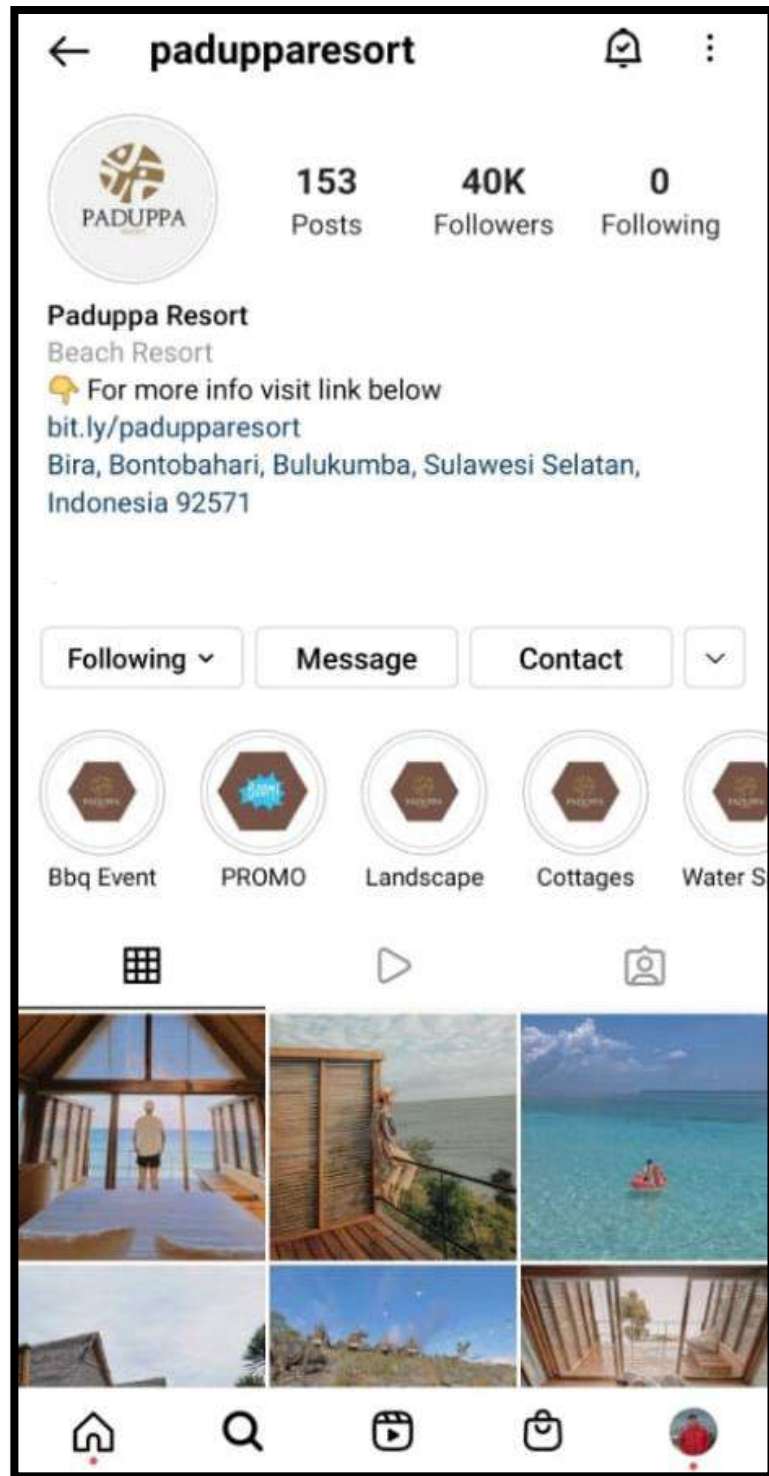 padupparesort
PADUPPA
153
40K
0
Posts
Followers
Following
Paduppa Resort
Beach Resort
👇 For more info visit link below
bit.ly/padupparesort
Bira, Bontobahari, Bulukumba, Sulawesi Selatan,
Indonesia 92571
Following
Message
Contact
BOOM!
Bbq Event
PROMO
Landscape
Cottages
Water S